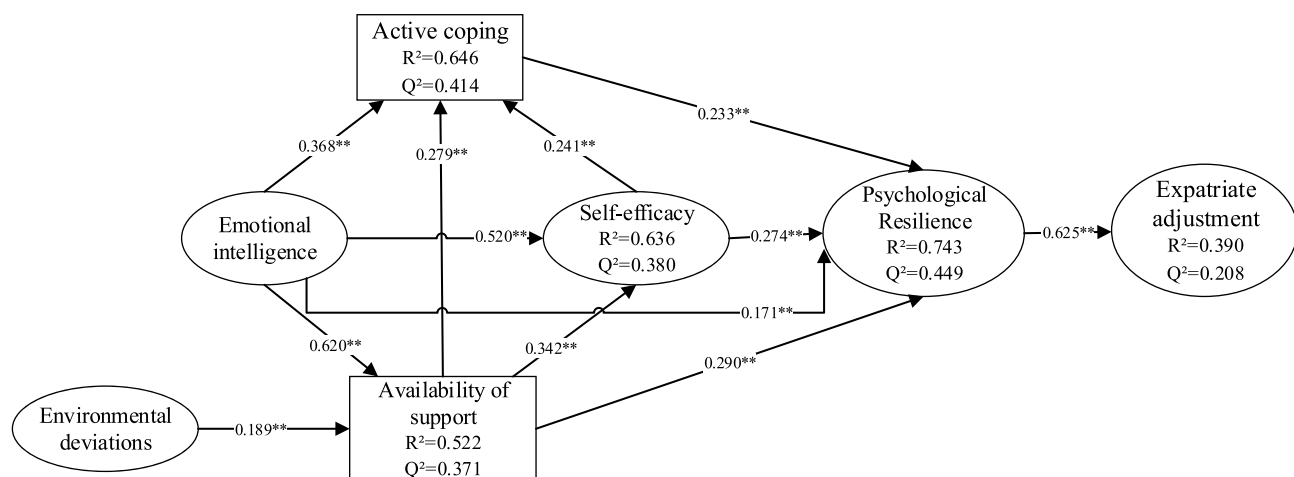 Active coping
R²=0.646
Q²=0.414
0.233**
0.368**
0.279**
0.241**
Emotional
intelligence
0.520**
Self-efficacy
R²=0.636
Q²=0.380
0.274**
Psychological
Resilience
R²=0.743
Q²=0.449
0.625**
Expatriate
adjustment
R²=0.390
Q²=0.208
0.171**
0.620**
0.342**
0.290**
Environmental
deviations
0.189**
Availability of
support
R²=0.522
Q²=0.371